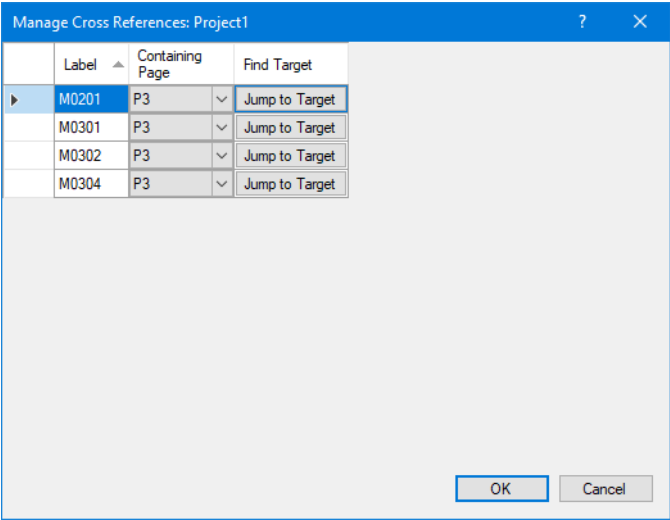 Manage Cross References: Project1 ?
Label Containing Page Find Target
M0201 P3 Jump to Target
M0301 P3 Jump to Target
M0302 P3 Jump to Target
M0304 P3 Jump to Target
OK Cancel